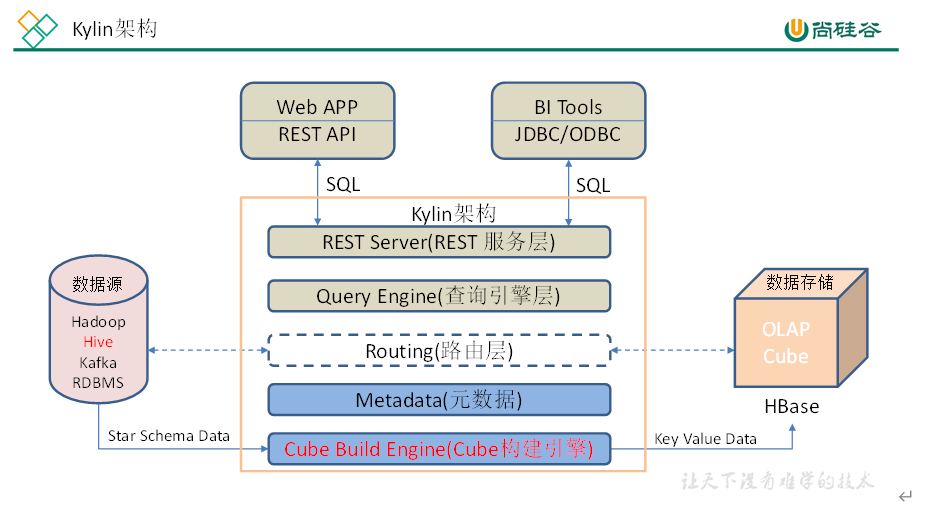 Kylin架构
尚硅谷
Web APP
REST API
BI Tools
JDBC/ODBC
SQL
SQL
Kylin架构
REST Server(REST 服务层)
数据源
Hadoop
Hive
Kafka
RDBMS
Query Engine(查询引擎层)
数据存储
OLAP
Cube
Routing(路由层)
Metadata(元数据)
HBase
Star Schema Data
Cube Build Engine(Cube构建引擎)
Key Value Data
让天下没有难学的技术